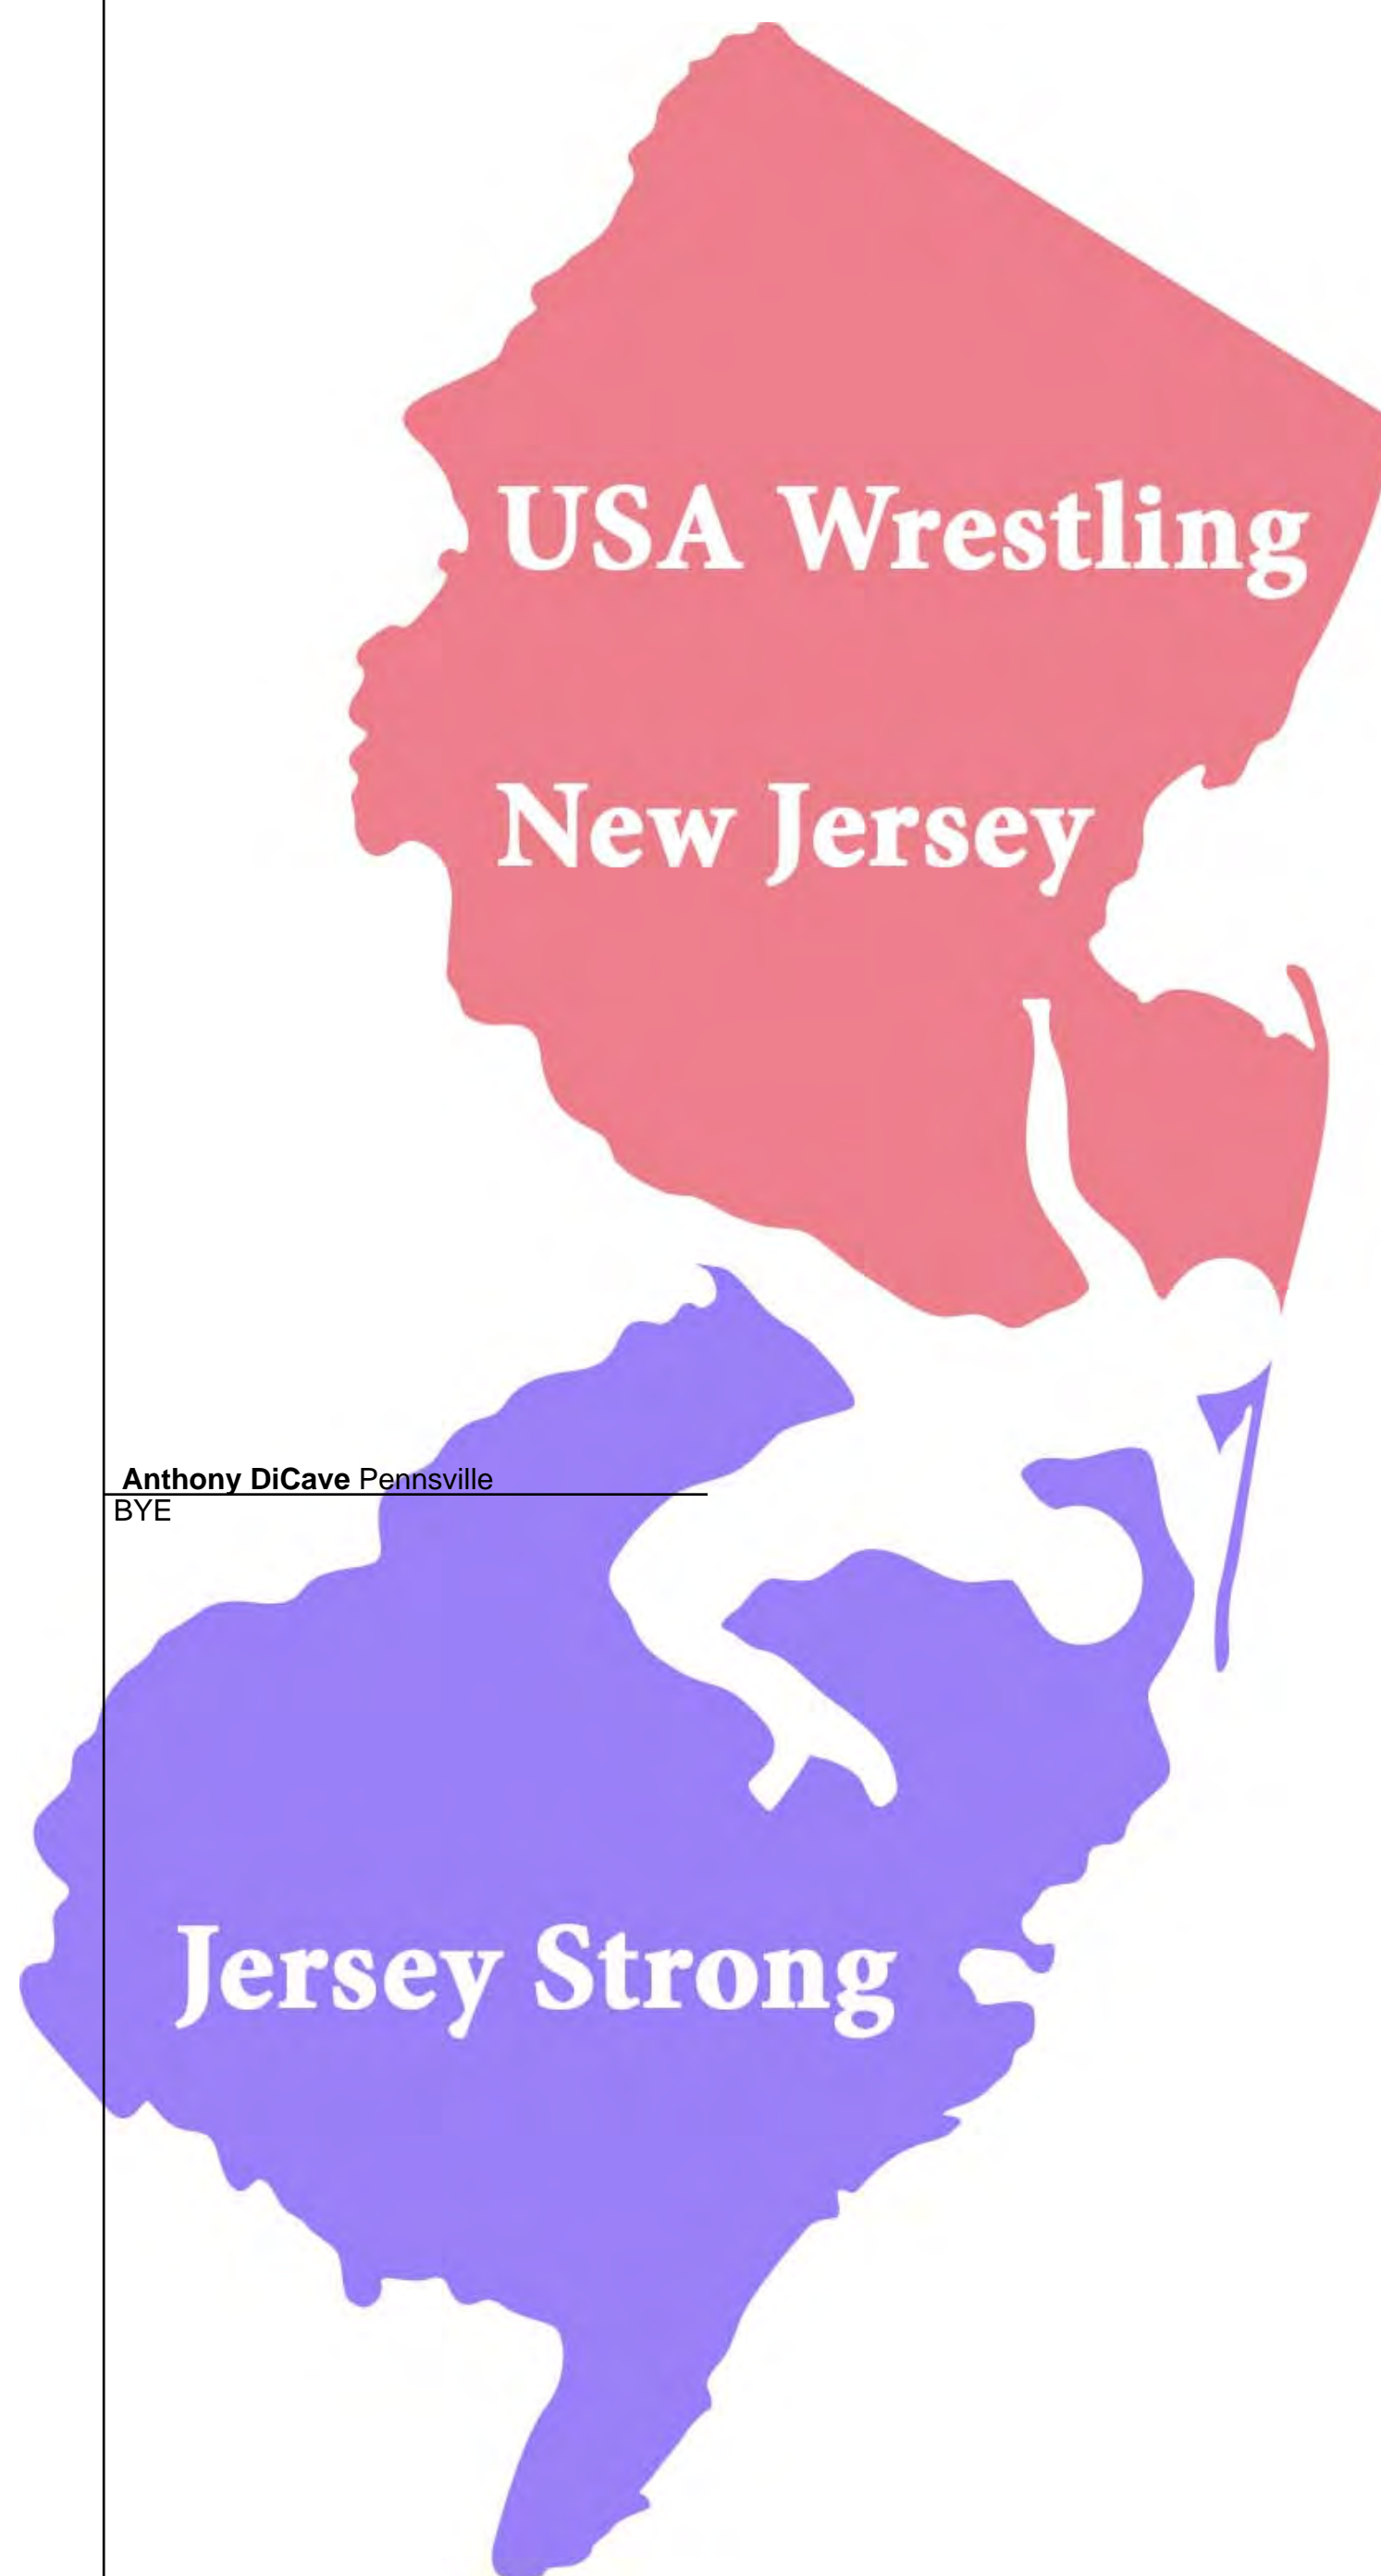 USA Wrestling
New Jersey
Anthony DiCave Pennsville
BYE
Jersey Strong